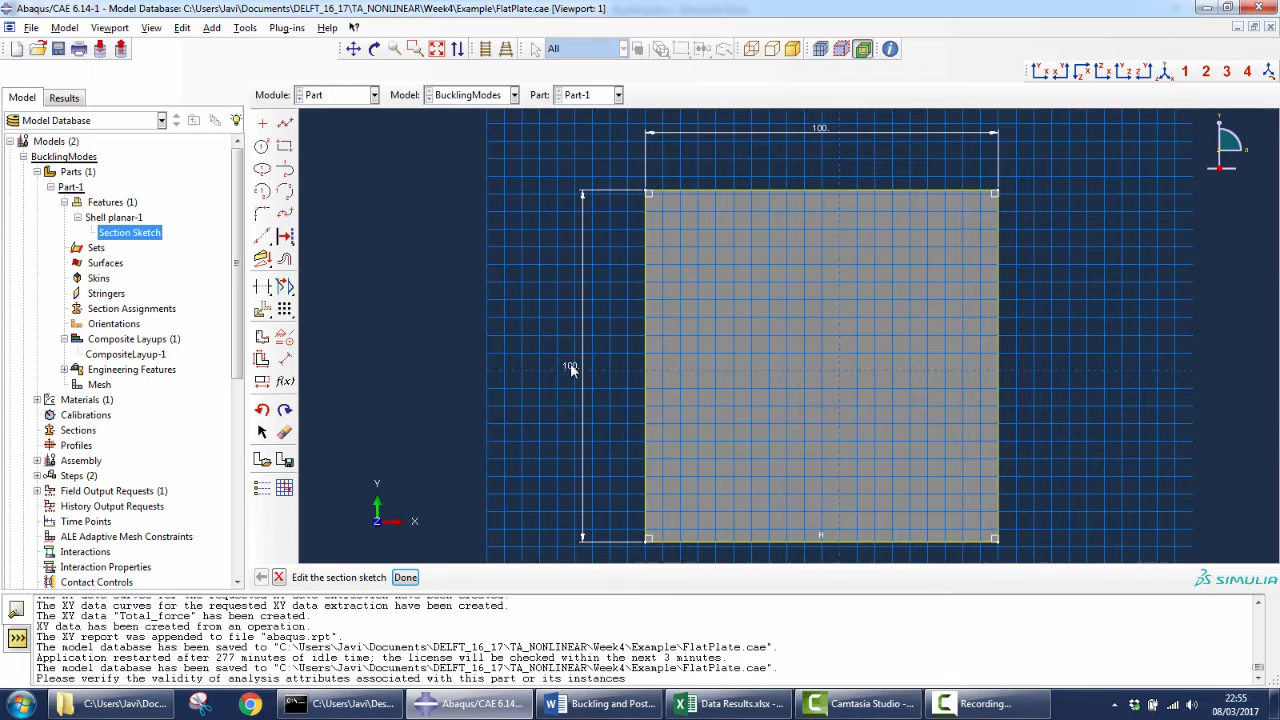 Abaqus/CAE 6.14-1 - Model Database: C:\Users\Javi\Documents\DELFT_16_17\TA_NONLINEAR\Week4\Example\FlatPlate.cae [Viewport: 1]
File Model Viewport View Edit Add Tools Plug-ins Help
All
1 2 3 4
Model Results
Module: Part Model: BucklingModes Part: Part-1
Model Database
Models (2)
BucklingModes
Parts (1)
Part-1
Features (1)
Shell planar-1
Section Sketch
Sets
Surfaces
Skins
Stringers
Section Assignments
Orientations
Composite Layups (1)
CompositeLayup-1
Engineering Features
Mesh
Materials (1)
Calibrations
Sections
Profiles
Assembly
Steps (2)
Field Output Requests (1)
History Output Requests
Time Points
ALE Adaptive Mesh Constraints
Interactions
Interaction Properties
Contact Controls
f(x)
100.
100.
H
Y
X
Z
Y
X
Edit the section sketch Done
SIMULIA
The XY data curves for the requested XY data extraction have been created.
The XY data "Total_force" has been created.
XY data has been created from an operation.
The XY report was appended to file "abaqus.rpt".
The model database has been saved to "C:\Users\Javi\Documents\DELFT_16_17\TA_NONLINEAR\Week4\Example\FlatPlate.cae".
Application restarted after 277 minutes of idle time; the license will be checked within the next 3 minutes.
The model database has been saved to "C:\Users\Javi\Documents\DELFT_16_17\TA_NONLINEAR\Week4\Example\FlatPlate.cae".
Please verify the validity of analysis attributes associated with this part or its instances
C:\Users\Javi\Doc... C:\Users\Javi\Des... Abaqus/CAE 6.14... Buckling and Post... Data Results.xlsx -... Camtasia Studio -... Recording...
22:55
08/03/2017